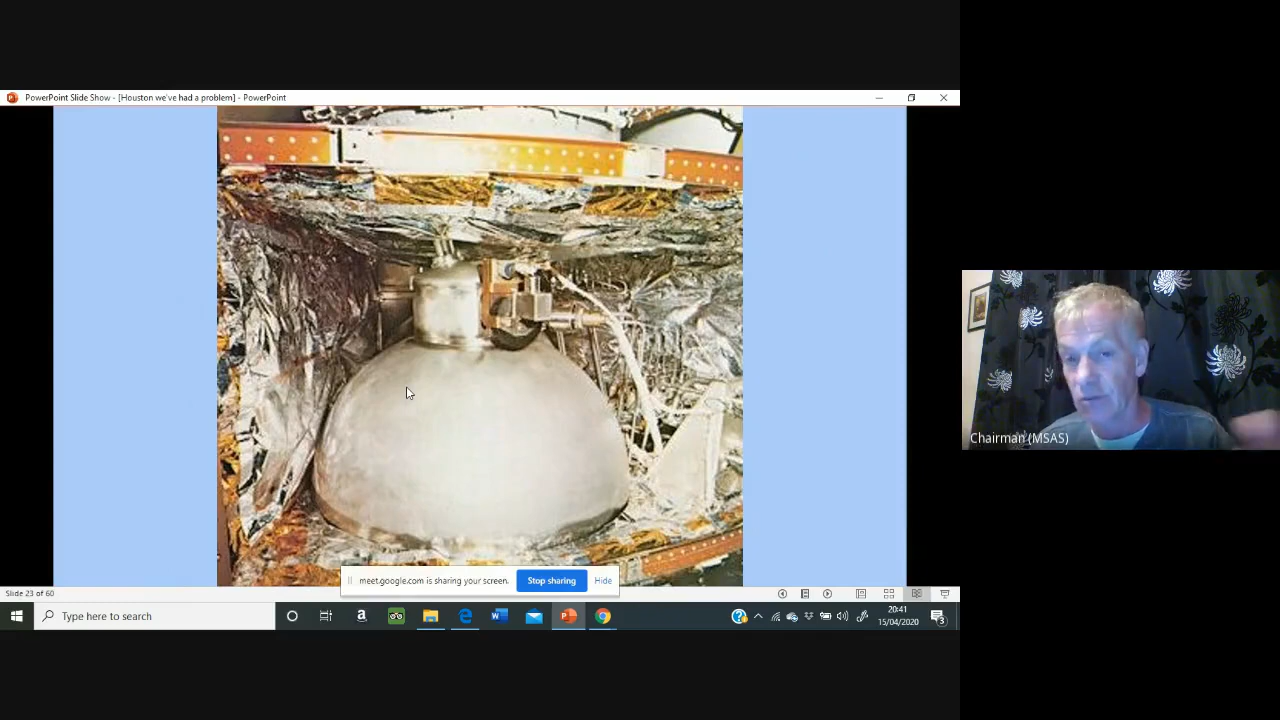 PowerPoint Slide Show - [Houston we've had a problem] - PowerPoint
Chairman (MSAS)
meet.google.com is sharing your screen.
Stop sharing
Hide
Slide 23 of 60
Type here to search
20:41
15/04/2020
3